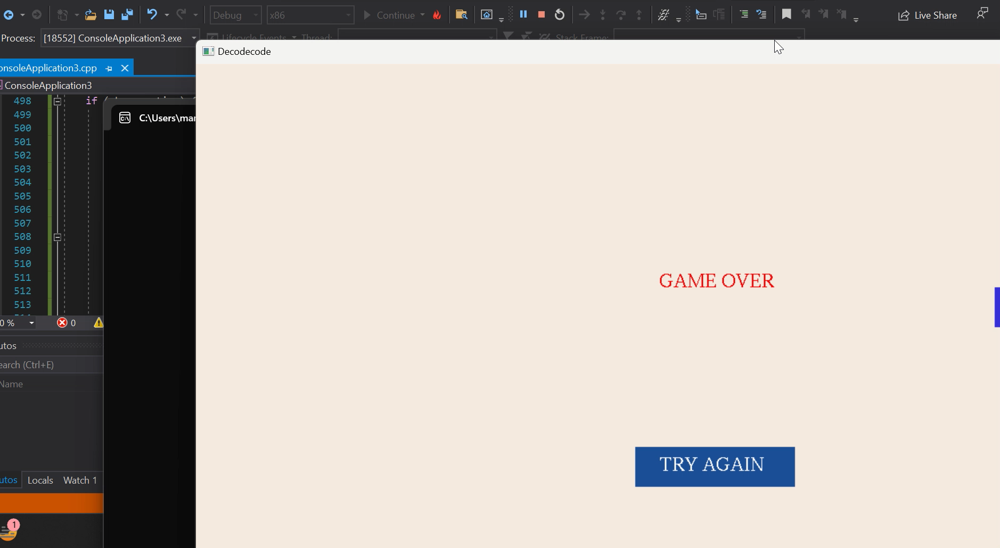 Debug x86 Continue Live Share
Process: [18552] ConsoleApplication3.exe Lifecycle Events Thread: Stack Frame:
Decodecode
onsoleApplication3.cpp
ConsoleApplication3
498 if (
499
C:\Users\mar
500
501
502
503
504
505
506
507
508
509
510
511
512
513
GAME OVER
0 % 0
utos
earch (Ctrl+E)
Name
TRY AGAIN
utos Locals Watch 1
1